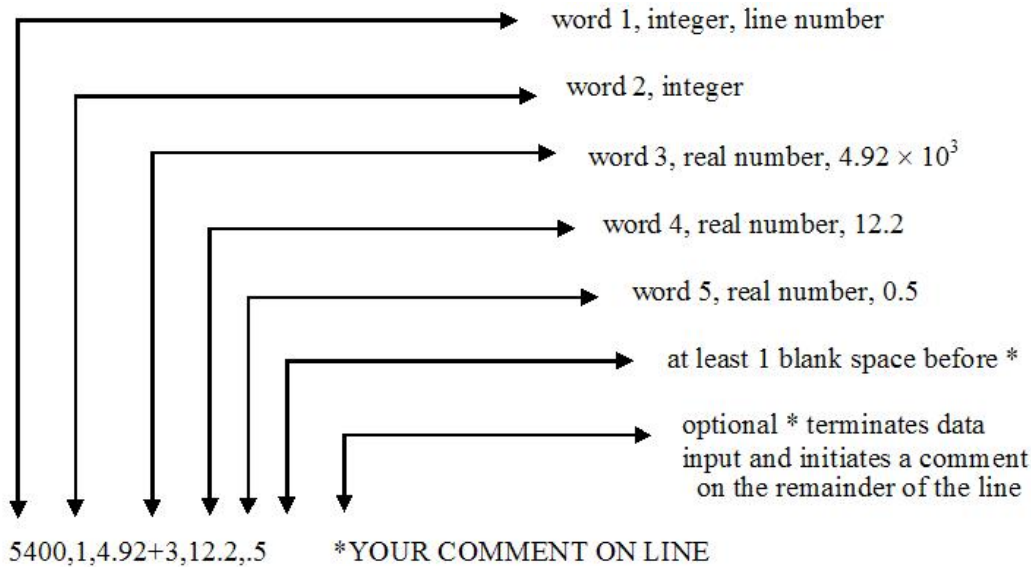 word 1, integer, line number
word 2, integer
word 3, real number, 4.92 × 10³
word 4, real number, 12.2
word 5, real number, 0.5
at least 1 blank space before *
optional * terminates data
input and initiates a comment
on the remainder of the line
5400,1,4.92+3,12.2,.5 *YOUR COMMENT ON LINE